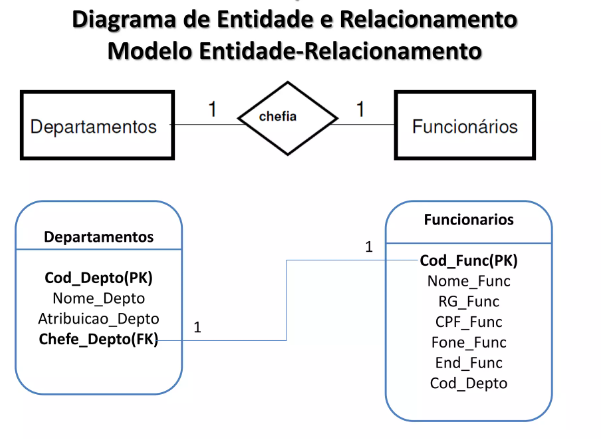 Diagrama de Entidade e Relacionamento
Modelo Entidade-Relacionamento
Departamentos
1
chefia
1
Funcionários
Departamentos
Cod_Depto(PK)
Nome_Depto
Atribuicao_Depto
Chefe_Depto(FK)
1
1
Funcionarios
Cod_Func(PK)
Nome_Func
RG_Func
CPF_Func
Fone_Func
End_Func
Cod_Depto